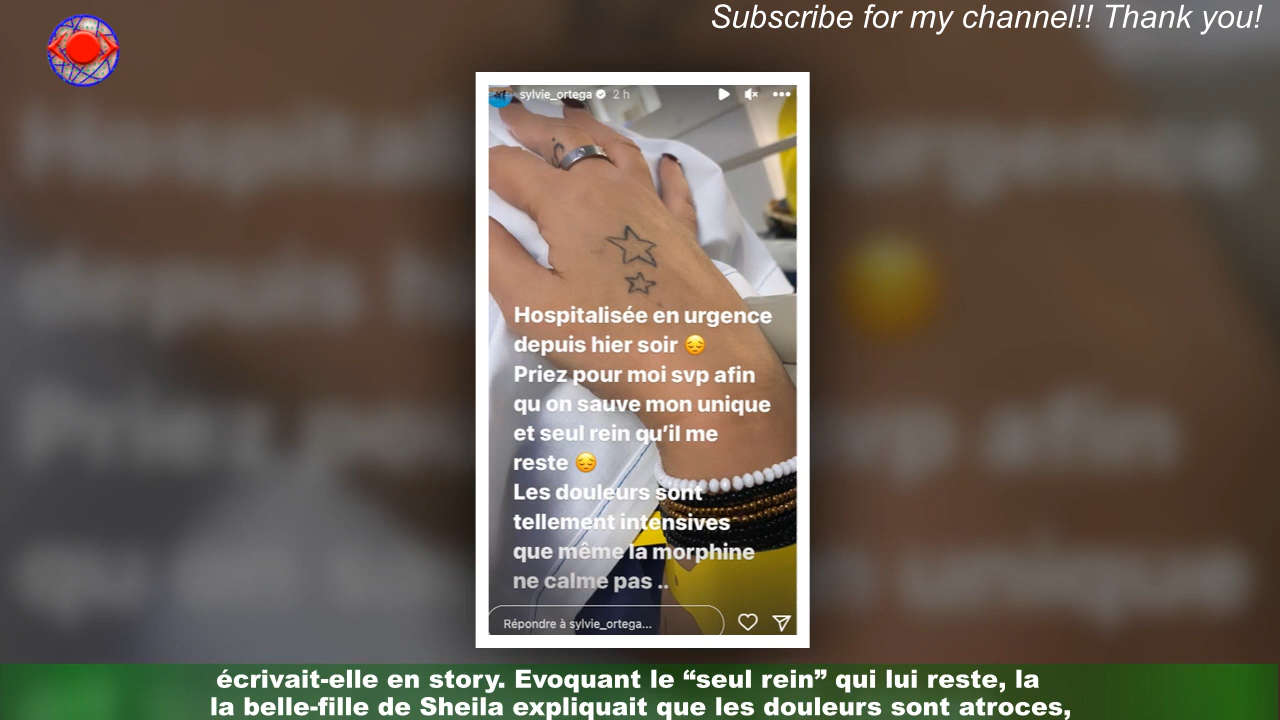 Subscribe for my channel!! Thank you!
sylvie_ortega 2 h
Hospitalisée en urgence
depuis hier soir 😔
Priez pour moi svp afin
qu on sauve mon unique
et seul rein qu’il me
reste 😔
Les douleurs sont
tellement intensives
que même la morphine
ne calme pas ..
Répondre à sylvie_ortega...
écrivait-elle en story. Evoquant le “seul rein” qui lui reste, la
la belle-fille de Sheila expliquait que les douleurs sont atroces,